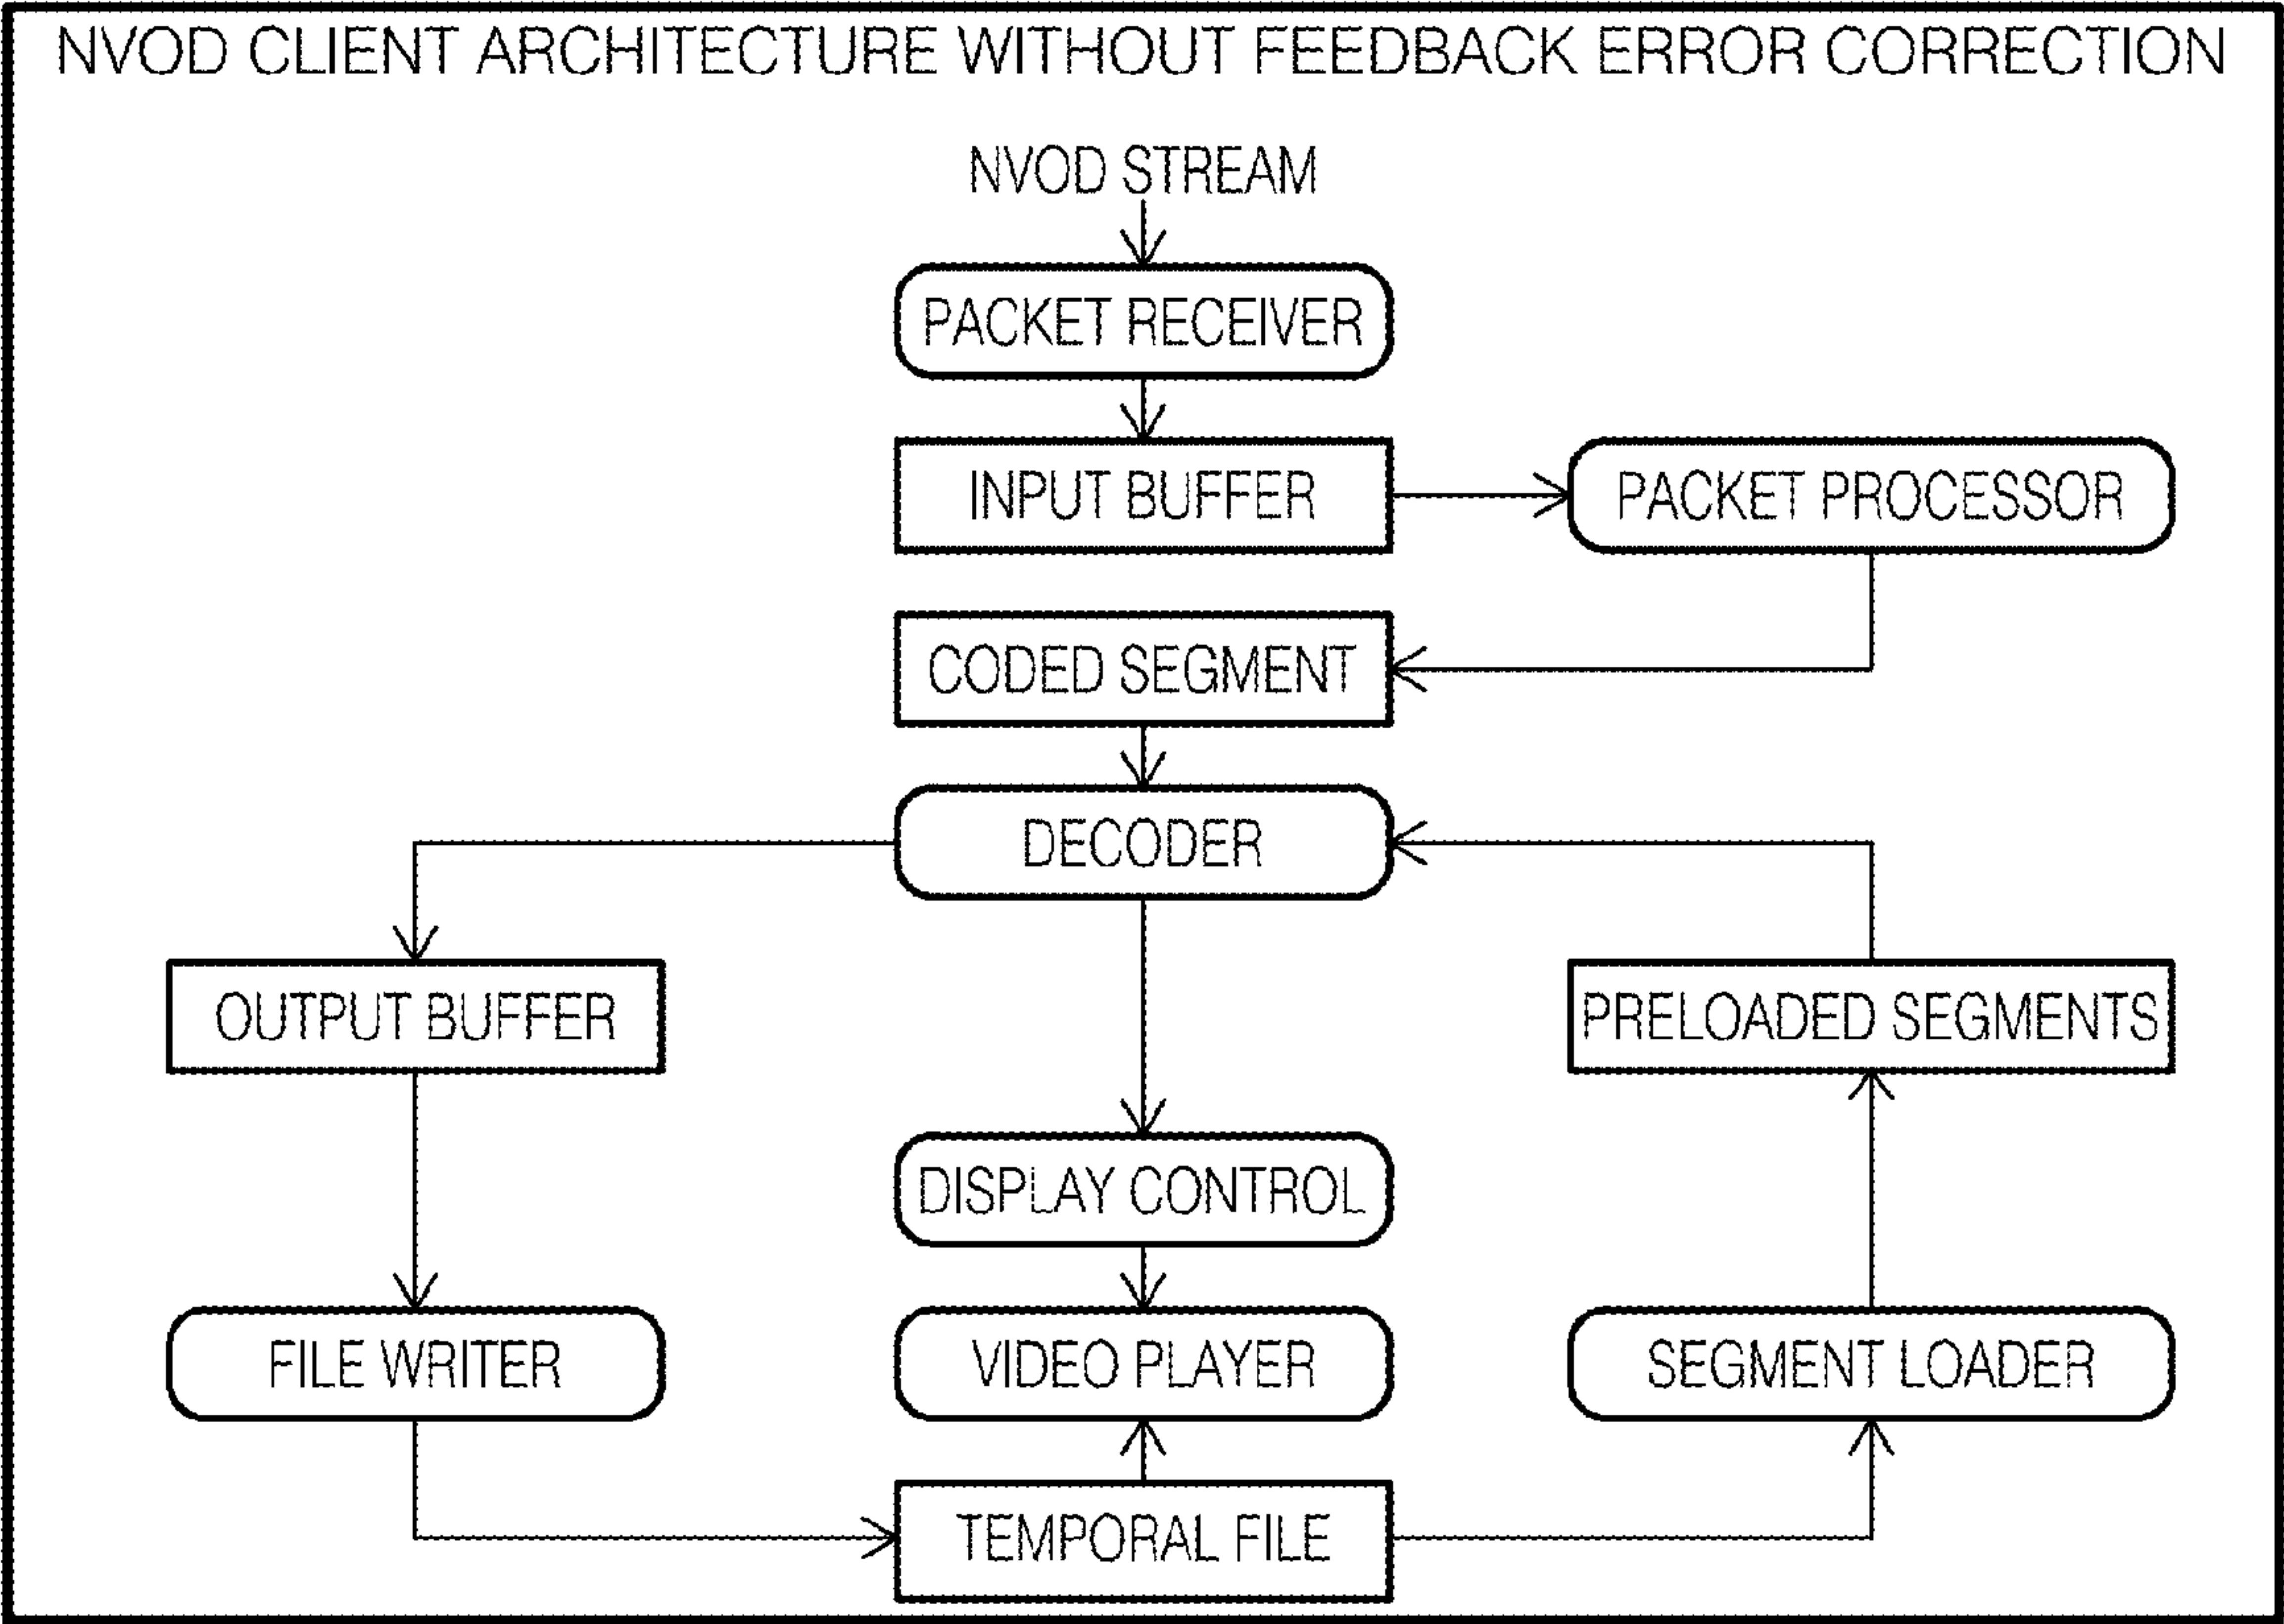 NVOD CLIENT ARCHITECTURE WITHOUT FEEDBACK ERROR CORRECTION
NVOD STREAM
PACKET RECEIVER
INPUT BUFFER
PACKET PROCESSOR
CODED SEGMENT
DECODER
OUTPUT BUFFER
PRELOADED SEGMENTS
DISPLAY CONTROL
FILE WRITER
VIDEO PLAYER
SEGMENT LOADER
TEMPORAL FILE